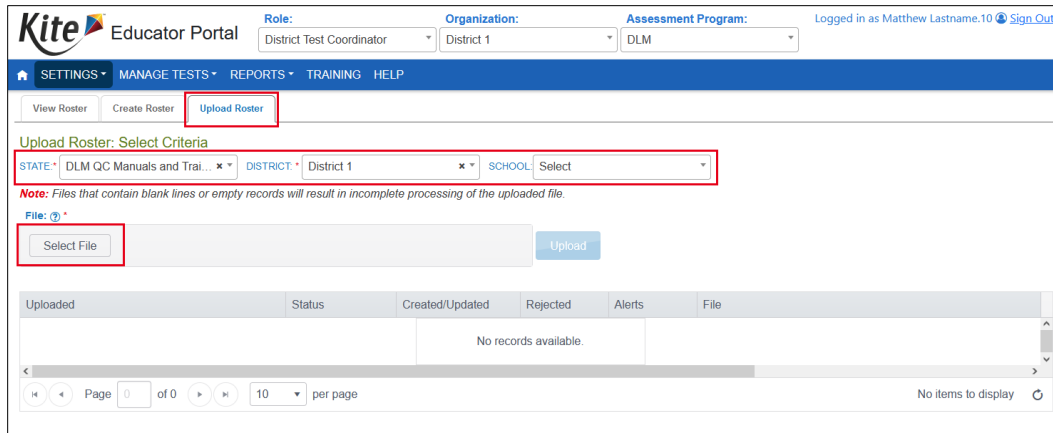 Role: Organization: Assessment Program: Logged in as Matthew Lastname.10 Sign Out
Kite Educator Portal District Test Coordinator District 1 DLM
SETTINGS MANAGE TESTS REPORTS TRAINING HELP
View Roster Create Roster Upload Roster
Upload Roster: Select Criteria
STATE:* DLM QC Manuals and Trai... × DISTRICT: * District 1 × SCHOOL: Select
Note: Files that contain blank lines or empty records will result in incomplete processing of the uploaded file.
File: ? *
Select File Upload
Uploaded Status Created/Updated Rejected Alerts File
No records available.
Page 0 of 0 10 per page No items to display